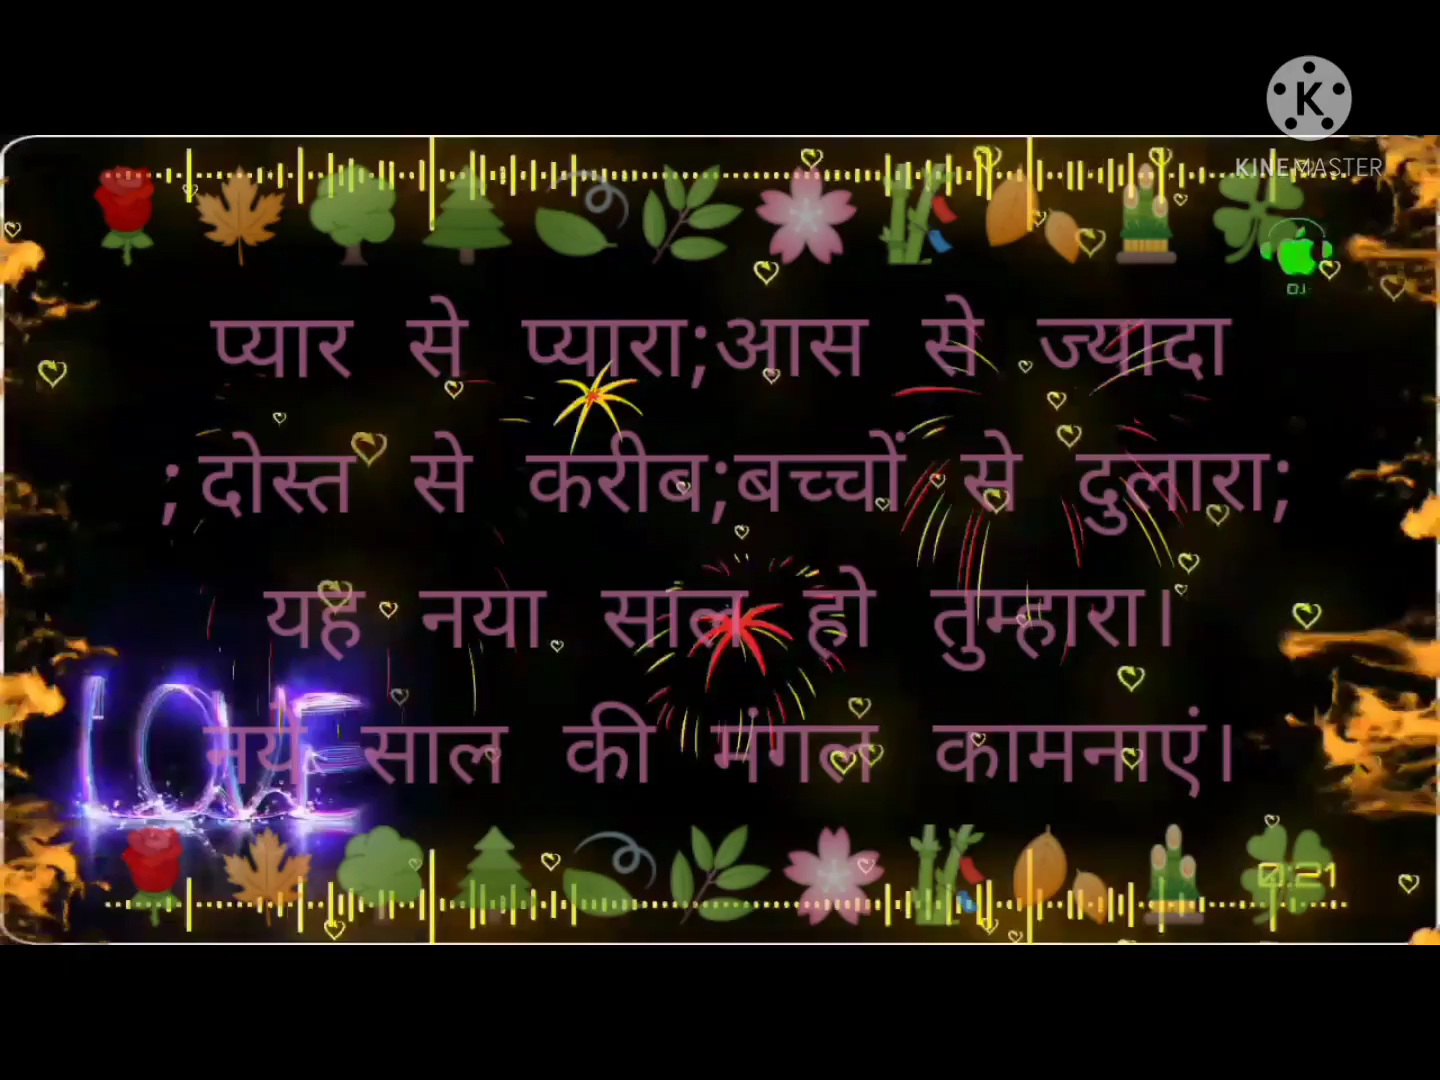 KINEMASTER
D.J
प्यार से प्यारा;आस से ज्यादा
;दोस्त से करीब;बच्चों से दुलारा;
यह नया साल हो तुम्हारा।
LOVE
नये साल की मंगल कामनाएं।
0:21